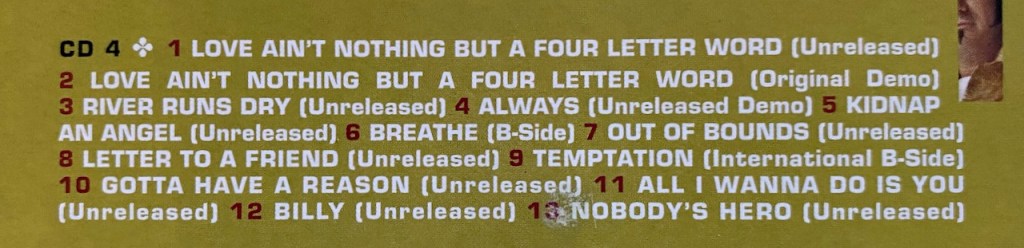 CD 4 ✤ 1 LOVE AIN'T NOTHING BUT A FOUR LETTER WORD (Unreleased)
2 LOVE AIN'T NOTHING BUT A FOUR LETTER WORD (Original Demo)
3 RIVER RUNS DRY (Unreleased) 4 ALWAYS (Unreleased Demo) 5 KIDNAP
AN ANGEL (Unreleased) 6 BREATHE (B-Side) 7 OUT OF BOUNDS (Unreleased)
8 LETTER TO A FRIEND (Unreleased) 9 TEMPTATION (International B-Side)
10 GOTTA HAVE A REASON (Unreleased) 11 ALL I WANNA DO IS YOU
(Unreleased) 12 BILLY (Unreleased) 13 NOBODY'S HERO (Unreleased)